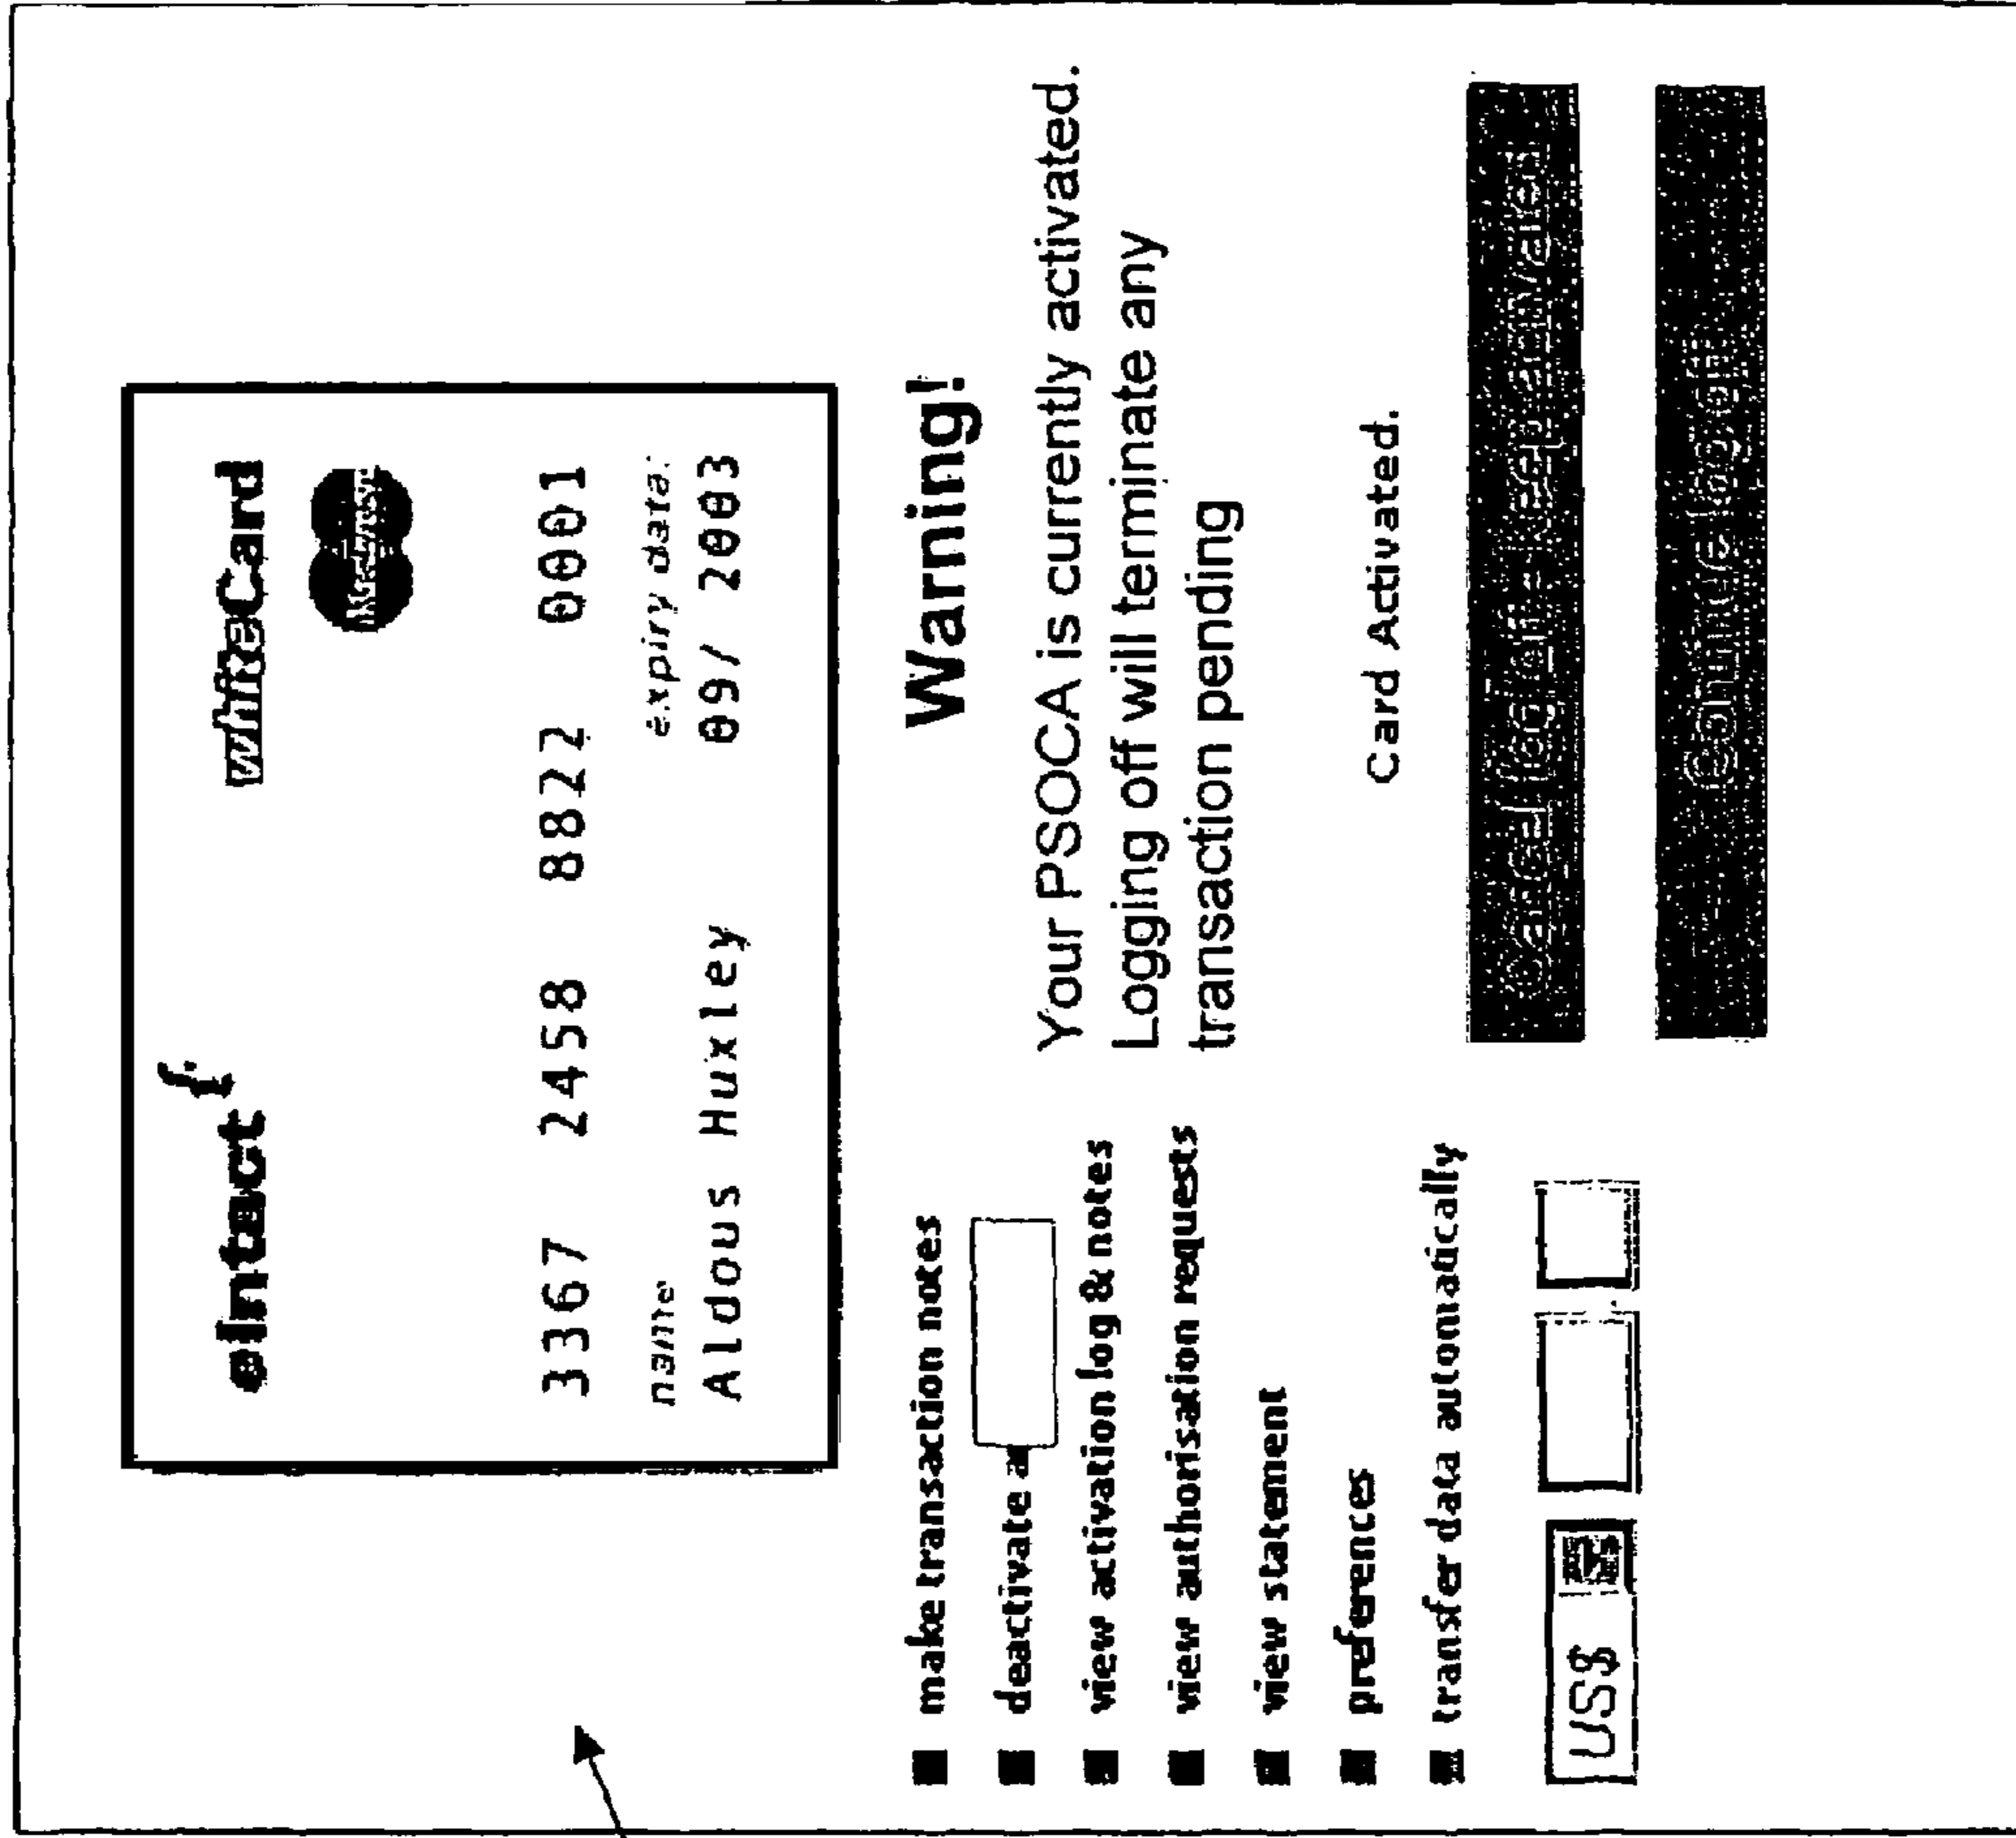 eIntact
whiteCard
3367 2458 8822 0001
name
expiry data:
Aldous Huxley
09/ 2003
make transaction notes
deactivate a
view activation log & notes
view authorisation requests
view statement
preferences
transfer data automatically
US$
Warning!
Your PSOCA is currently activated.
Logging off will terminate any
transaction pending
Card Activated.
Continue logoff